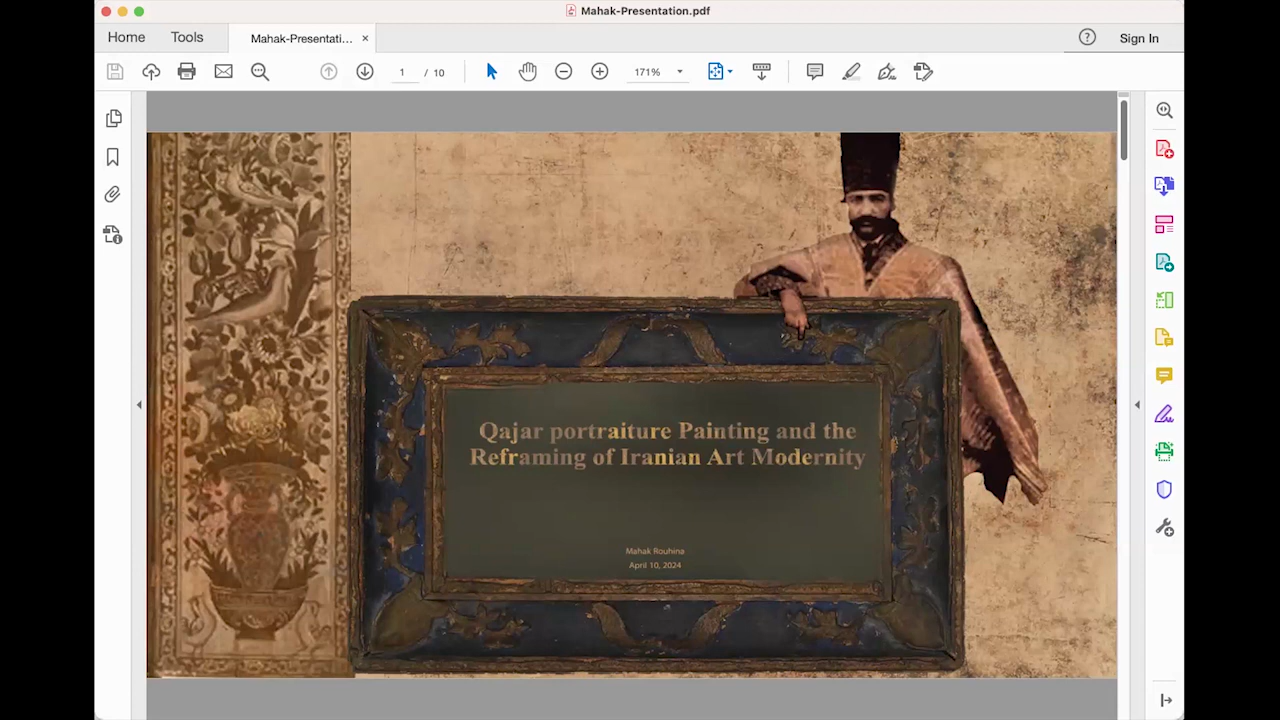 Mahak-Presentation.pdf
Home
Tools
Mahak-Presentati... ×
Sign In
1 / 10
171%
Qajar portraiture Painting and the
Reframing of Iranian Art Modernity
Mahak Rouhina
April 10, 2024